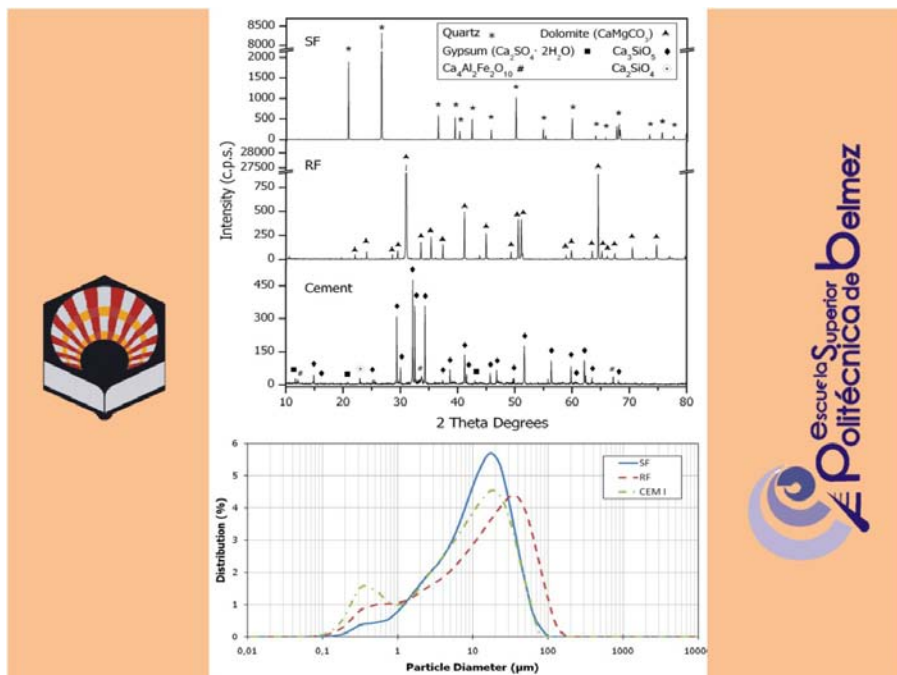 8500
8000
SF
Quartz *
Dolomite (CaMgCO₃) ▲
Gypsum (Ca₂SO₄· 2H₂O) ■
Ca₃SiO₅ ♦
Ca₄Al₂Fe₂O₁₀ #
Ca₂SiO₄
2000
1500
1000
500
0
28000
27500
RF
750
500
250
0
Cement
450
300
150
0
Intensity (c.p.s.)
10 20 30 40 50 60 70 80
2 Theta Degrees
6
5
4
3
2
1
0
Distribution (%)
SF
RF
CEM I
0,01 0,1 1 10 100 1000 10000
Particle Diameter (µm)
escuela Superior
Politécnica de Belmez